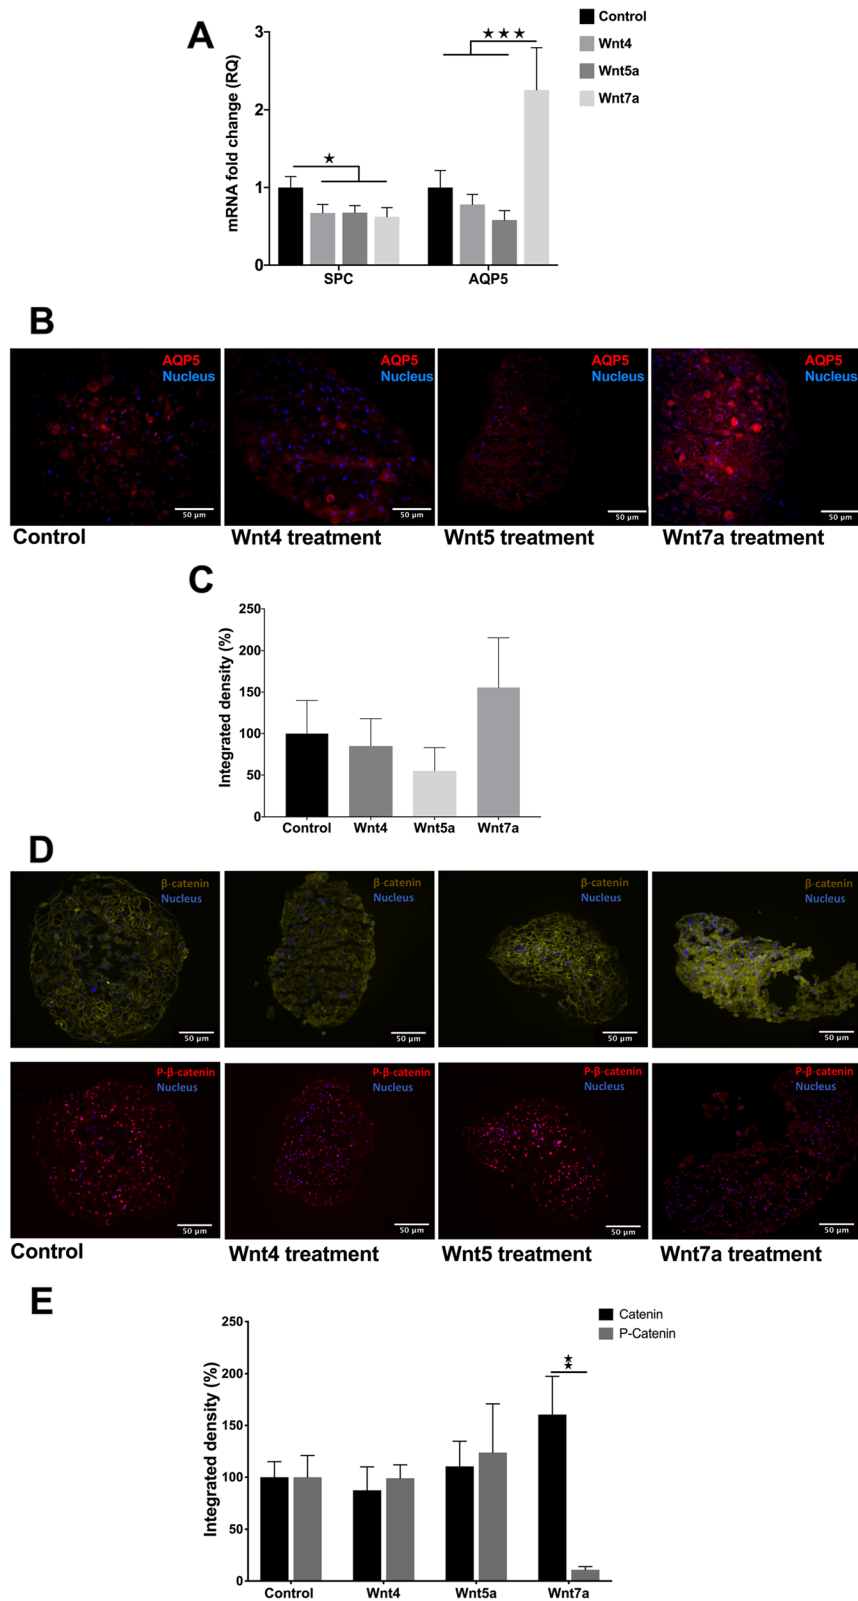 A
Control
Wnt4
Wnt5a
Wnt7a
mRNA fold change (RQ)
3
2
1
0
★
★★★
SPC
AQP5
B
AQP5
Nucleus
50 µm
Control
AQP5
Nucleus
50 µm
Wnt4 treatment
AQP5
Nucleus
50 µm
Wnt5 treatment
AQP5
Nucleus
50 µm
Wnt7a treatment
C
Integrated density (%)
250
200
150
100
50
0
Control
Wnt4
Wnt5a
Wnt7a
D
β-catenin
Nucleus
50 µm
β-catenin
Nucleus
50 µm
β-catenin
Nucleus
50 µm
β-catenin
Nucleus
50 µm
P-β-catenin
Nucleus
Control
50 µm
P-β-catenin
Nucleus
50 µm
P-β-catenin
Nucleus
50 µm
P-β-catenin
Nucleus
50 µm
Control
Wnt4 treatment
Wnt5 treatment
Wnt7a treatment
E
Catenin
P-Catenin
Integrated density (%)
250
200
150
100
50
0
★★
Control
Wnt4
Wnt5a
Wnt7a